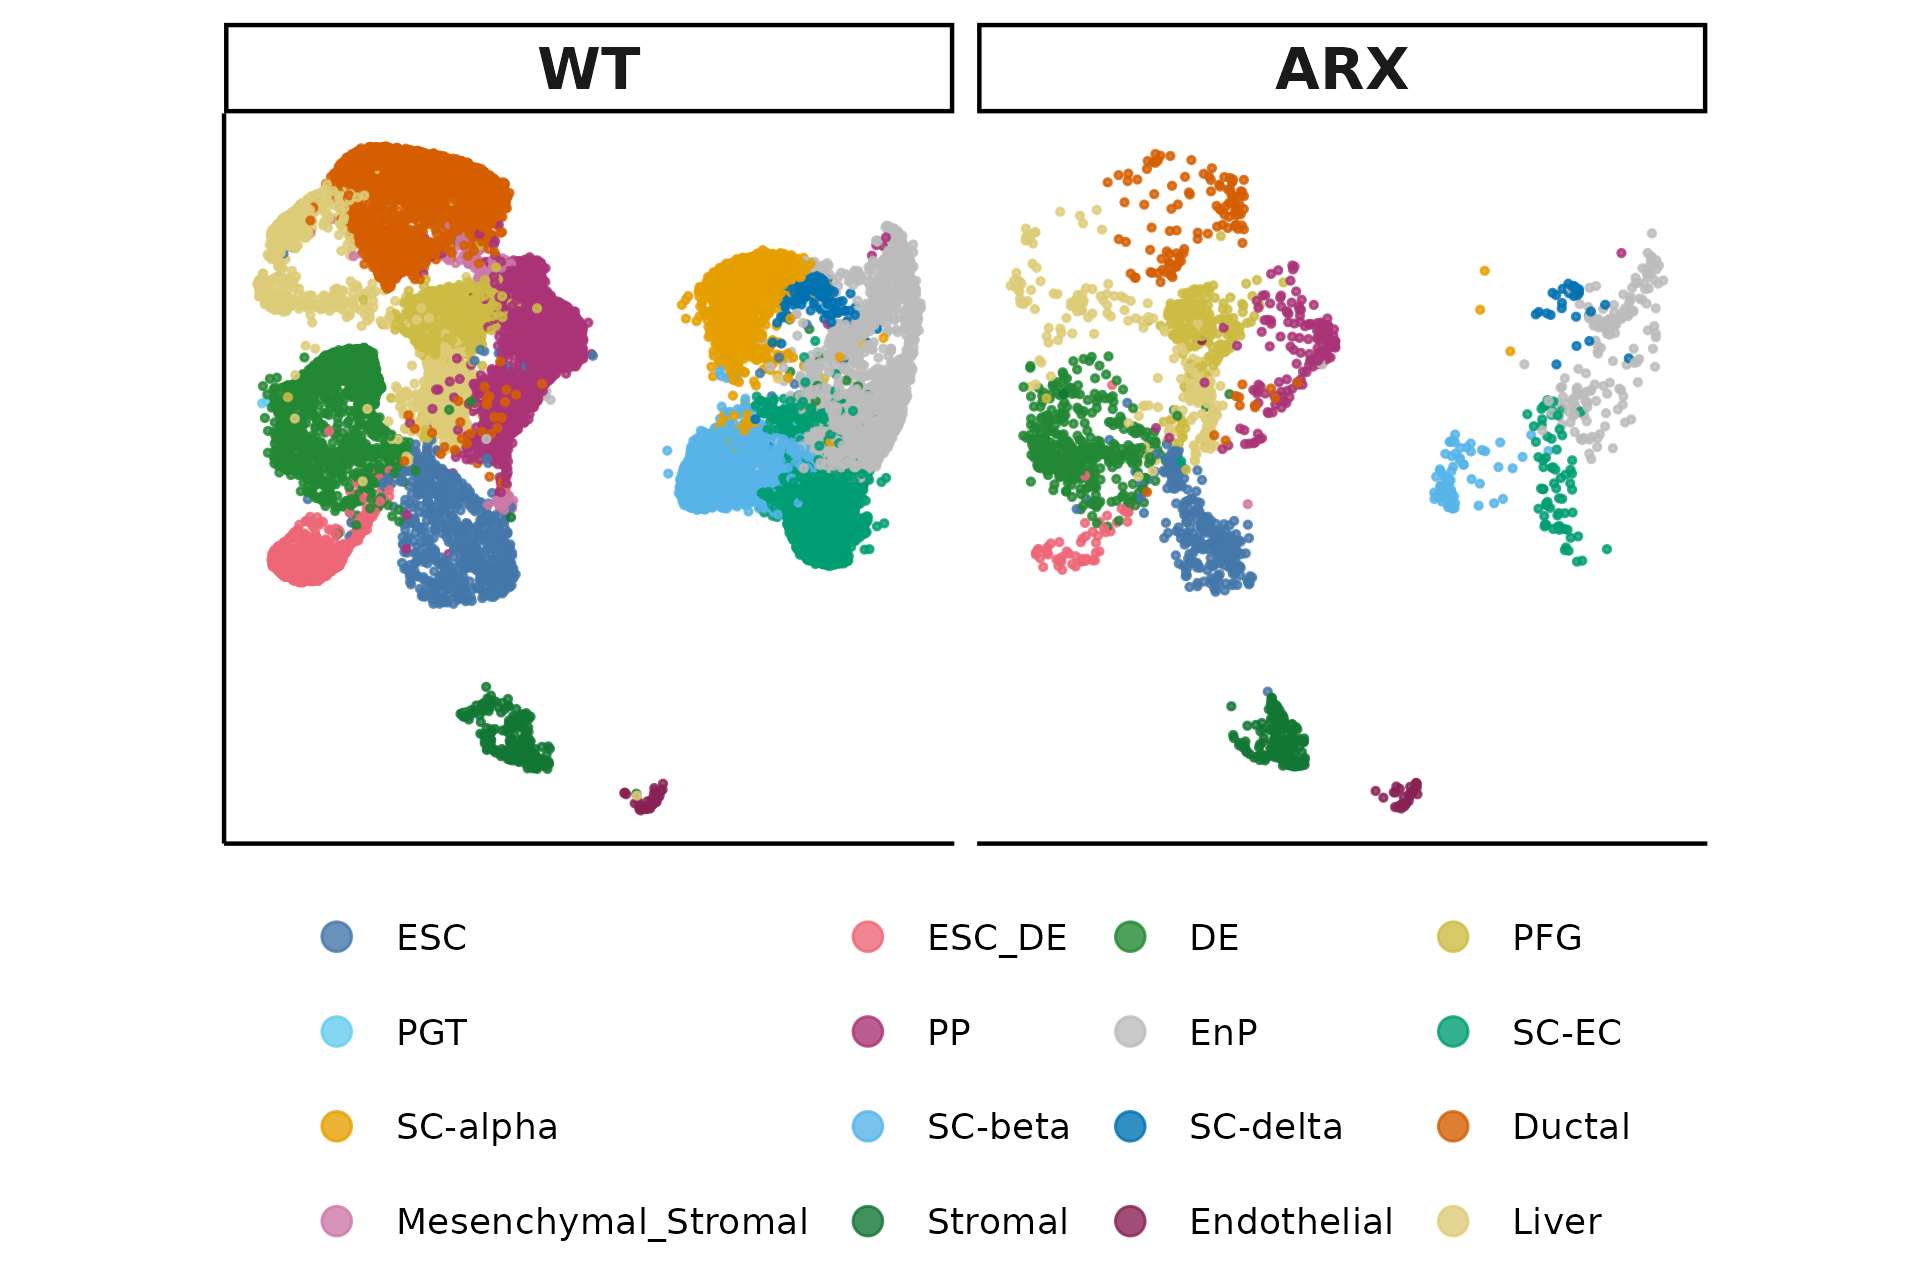 WT ARX
ESC ESC_DE DE PFG
PGT PP EnP SC-EC
SC-alpha SC-beta SC-delta Ductal
Mesenchymal_Stromal Stromal Endothelial Liver